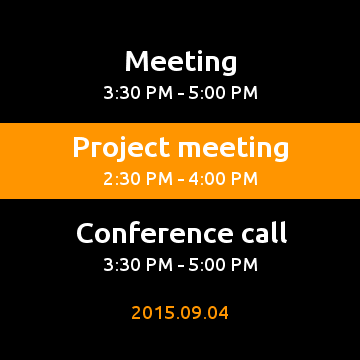 Meeting
3:30 PM - 5:00 PM
Project meeting
2:30 PM - 4:00 PM
Conference call
3:30 PM - 5:00 PM
2015.09.04